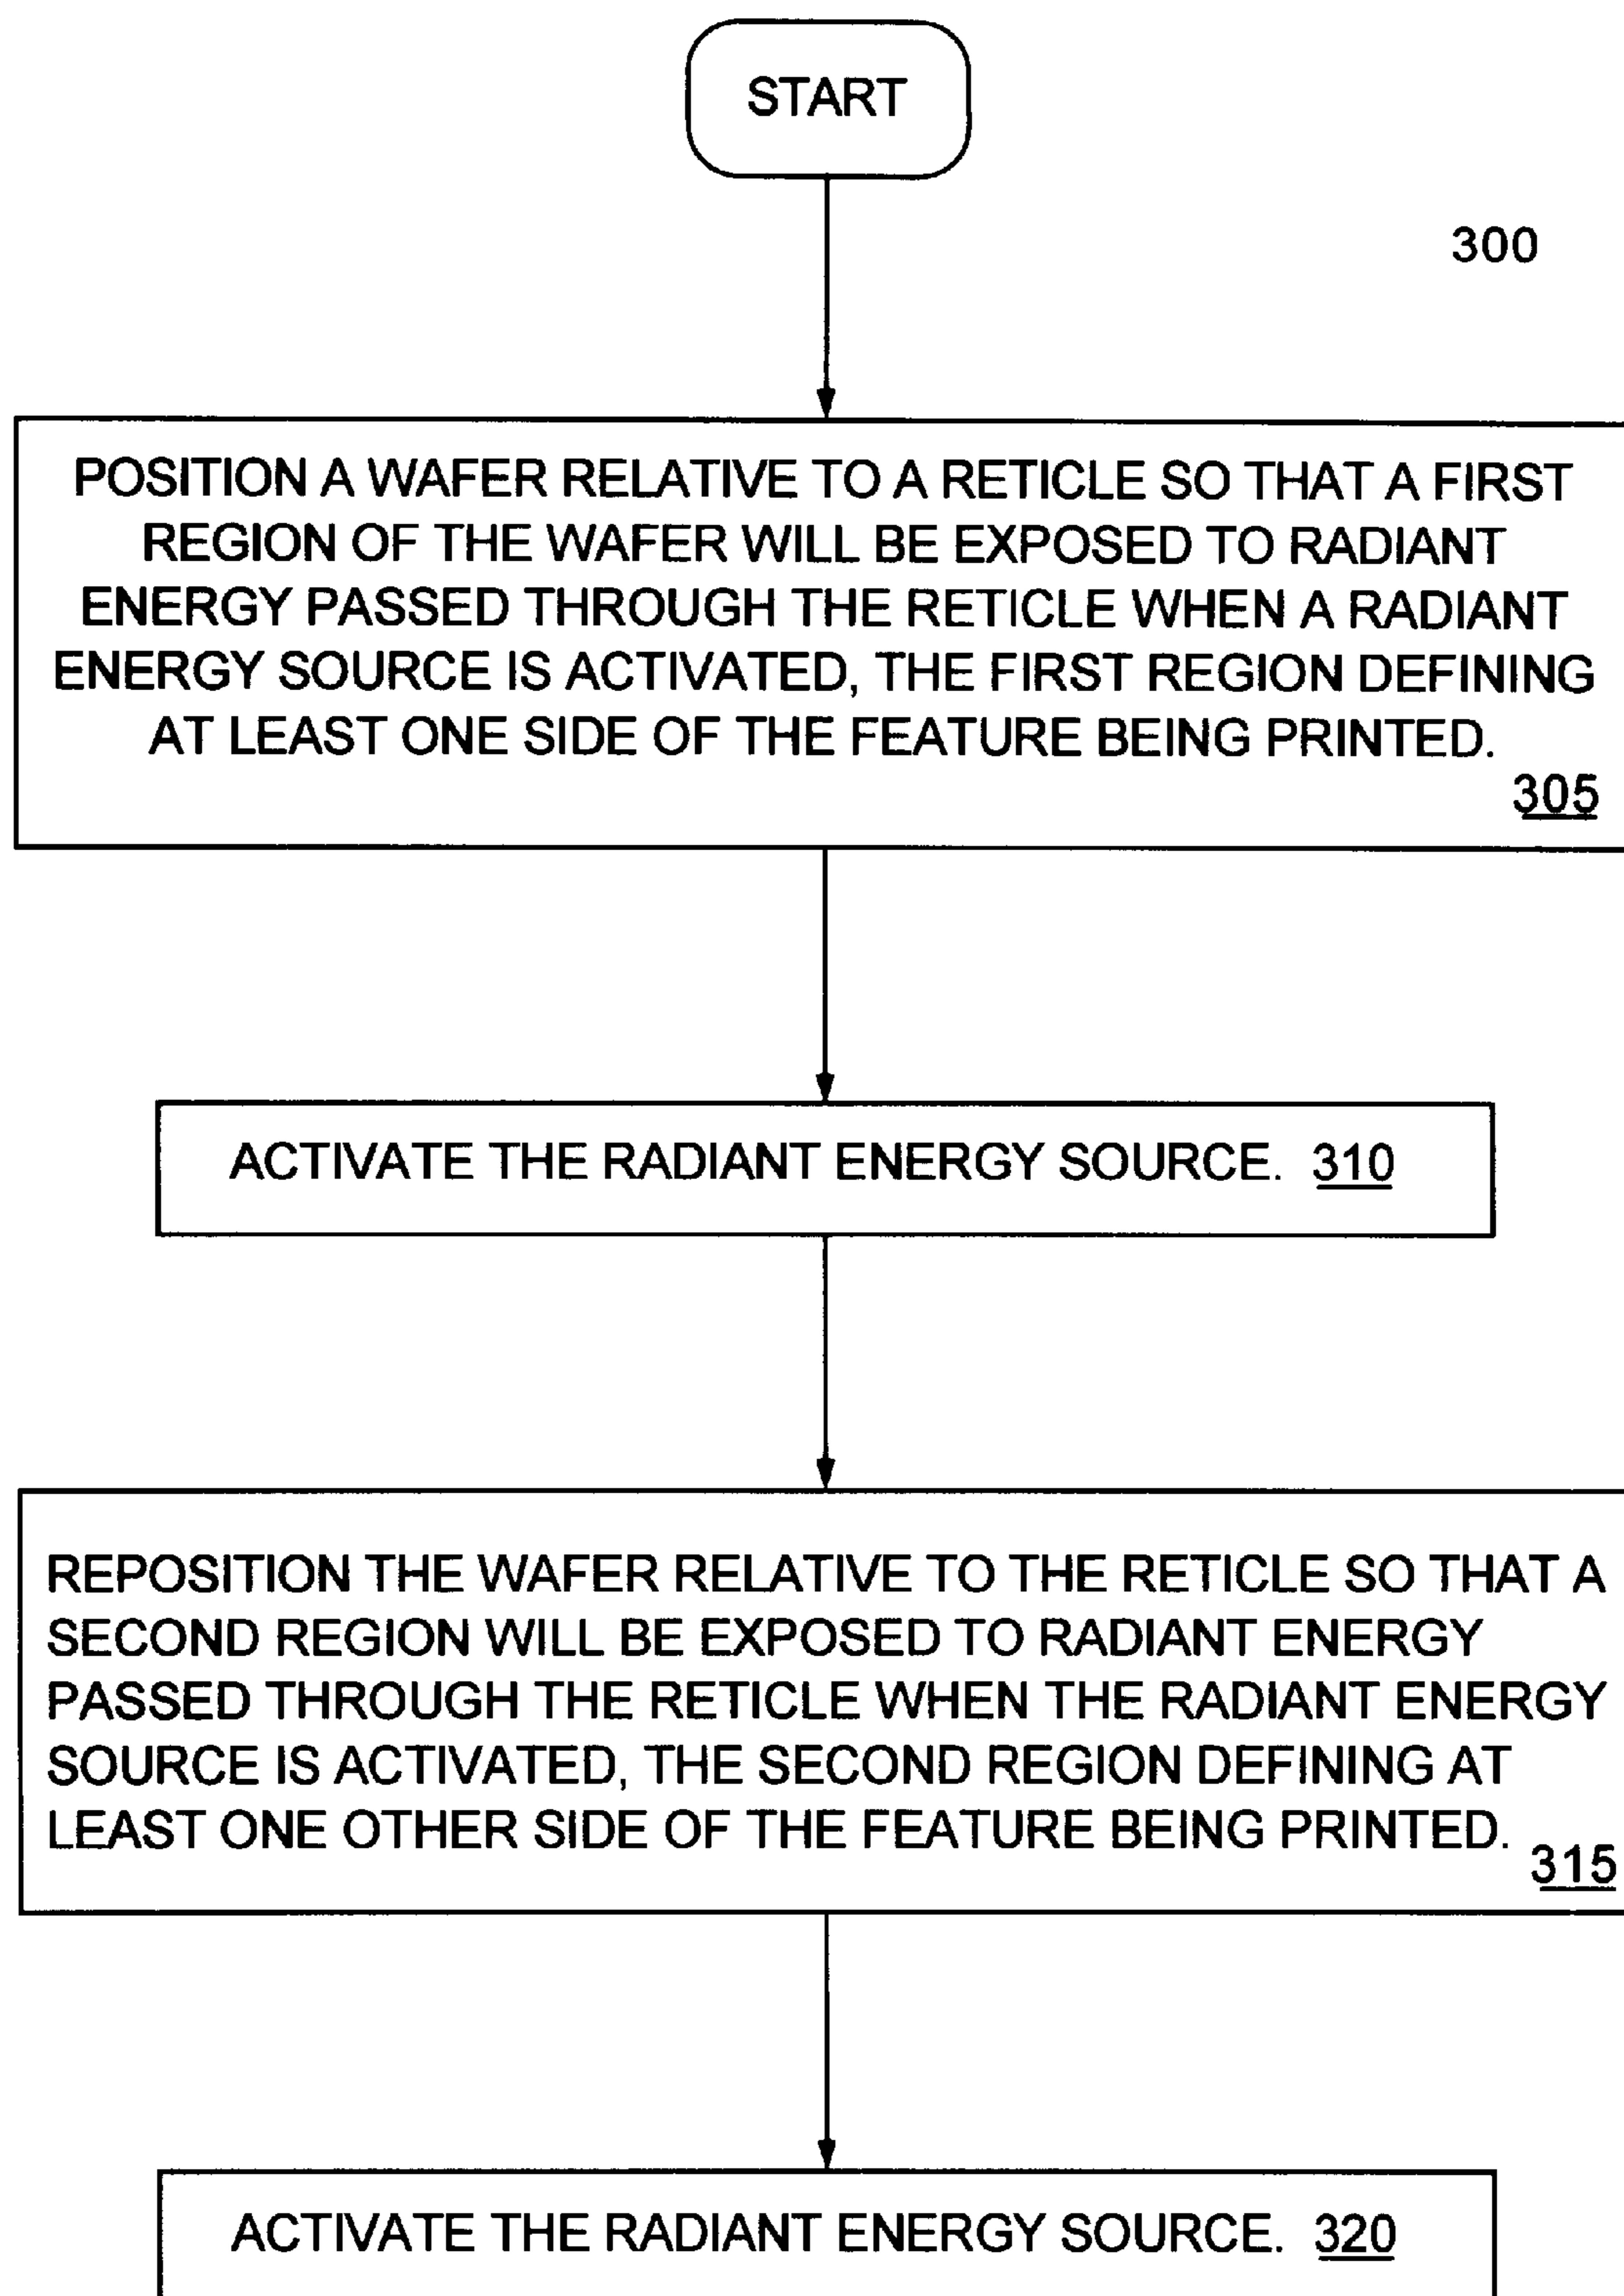 START
300
POSITION A WAFER RELATIVE TO A RETICLE SO THAT A FIRST
REGION OF THE WAFER WILL BE EXPOSED TO RADIANT
ENERGY PASSED THROUGH THE RETICLE WHEN A RADIANT
ENERGY SOURCE IS ACTIVATED, THE FIRST REGION DEFINING
AT LEAST ONE SIDE OF THE FEATURE BEING PRINTED.
305
ACTIVATE THE RADIANT ENERGY SOURCE. 310
REPOSITION THE WAFER RELATIVE TO THE RETICLE SO THAT A
SECOND REGION WILL BE EXPOSED TO RADIANT ENERGY
PASSED THROUGH THE RETICLE WHEN THE RADIANT ENERGY
SOURCE IS ACTIVATED, THE SECOND REGION DEFINING AT
LEAST ONE OTHER SIDE OF THE FEATURE BEING PRINTED.
315
ACTIVATE THE RADIANT ENERGY SOURCE. 320